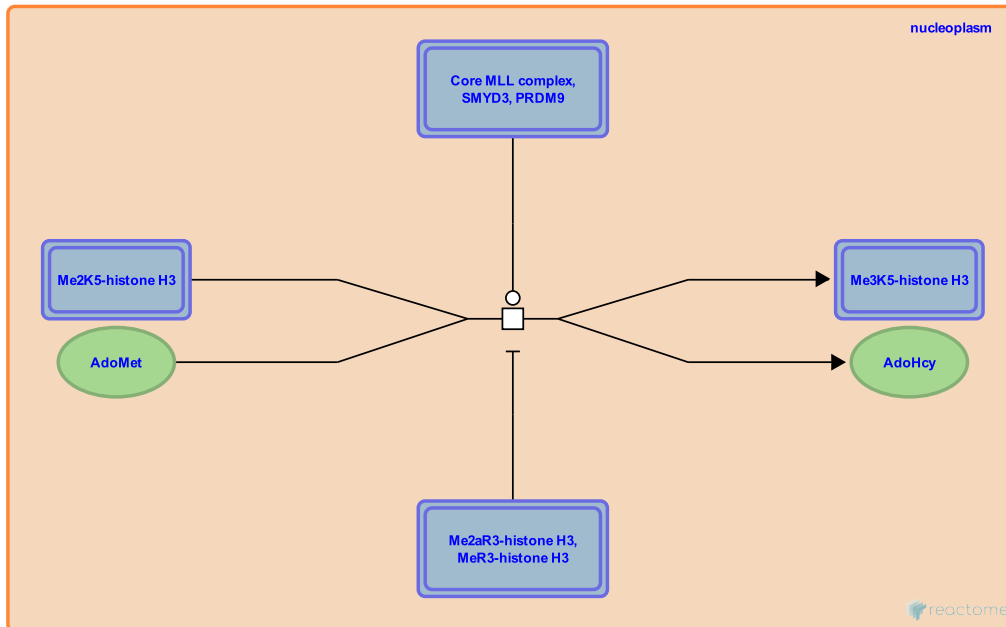 nucleoplasm
Core MLL complex,
SMYD3, PRDM9
Me2K5-histone H3
Me3K5-histone H3
AdoMet
AdoHcy
Me2aR3-histone H3,
MeR3-histone H3
reactome